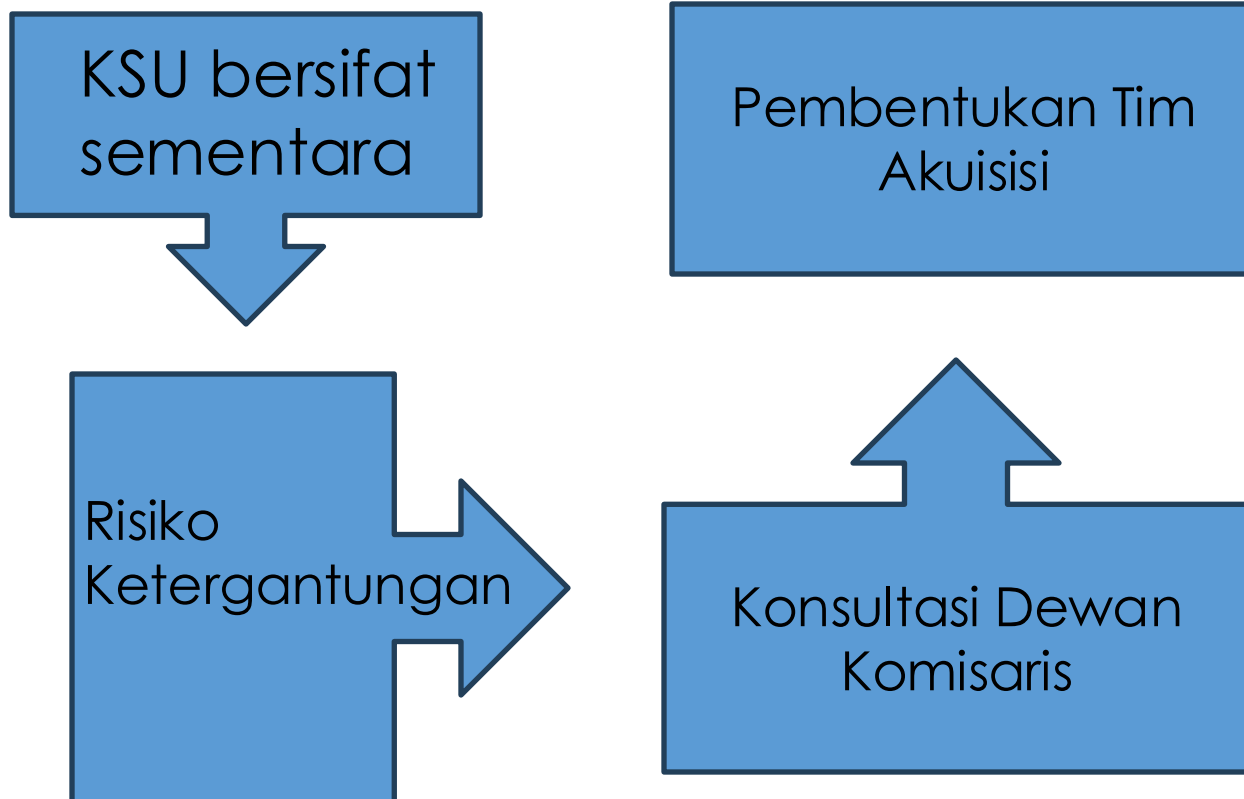 KSU bersifat
sementara
Risiko
Ketergantungan
Konsultasi Dewan
Komisaris
Pembentukan Tim
Akuisisi